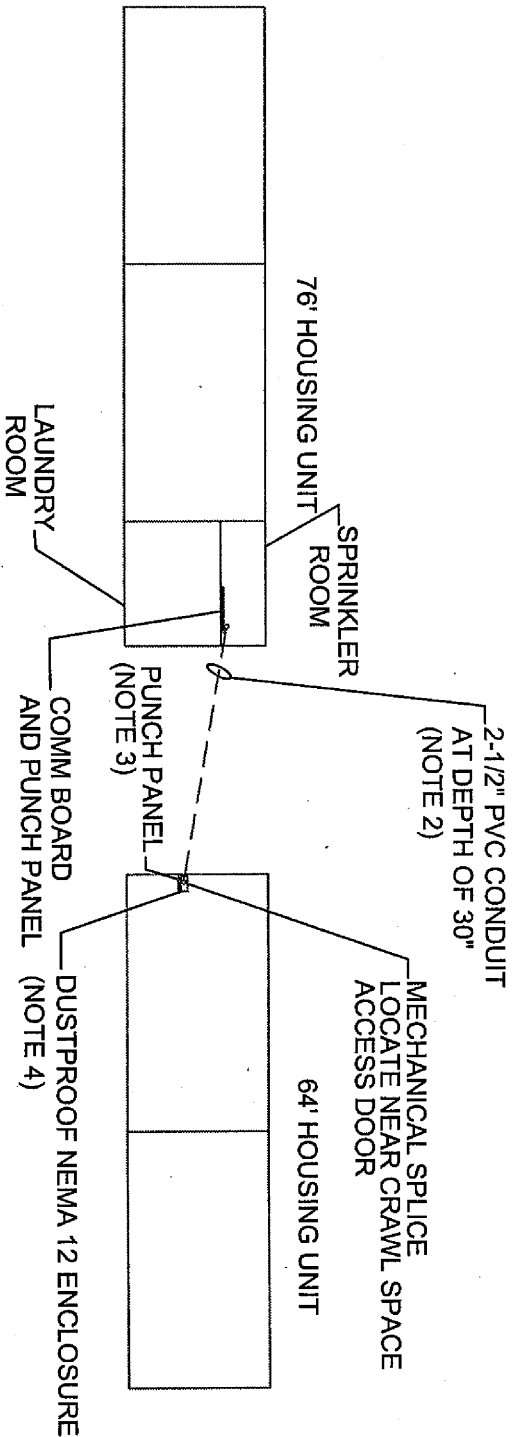 2-1/2" PVC CONDUIT
AT DEPTH OF 30"
(NOTE 2)
MECHANICAL SPLICE
LOCATE NEAR CRAWL SPACE
ACCESS DOOR
76' HOUSING UNIT
SPRINKLER
ROOM
64' HOUSING UNIT
PUNCH PANEL
(NOTE 3)
LAUNDRY
ROOM
COMM BOARD
AND PUNCH PANEL
DUSTPROOF NEMA 12 ENCLOSURE
(NOTE 4)